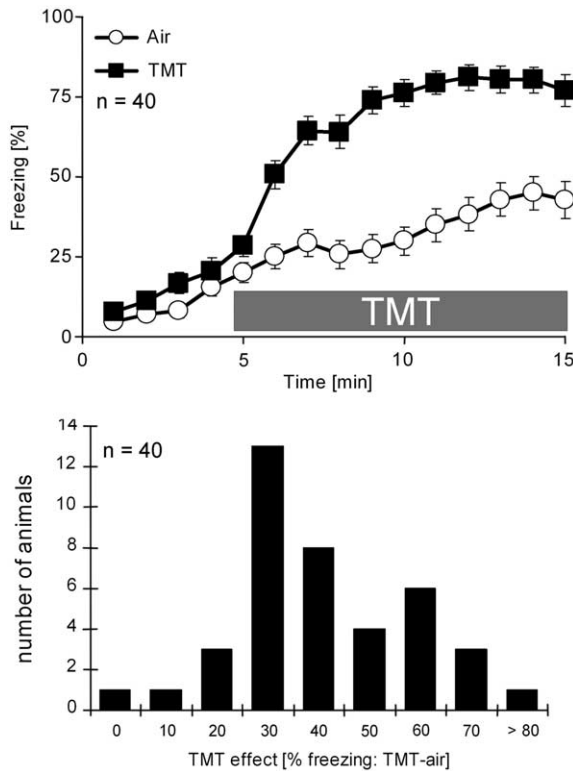 100
75
50
25
0
Freezing [%]
Air
TMT
n = 40
TMT
0 5 10 15
Time [min]
14
12
10
8
6
4
2
0
number of animals
n = 40
0 10 20 30 40 50 60 70 > 80
TMT effect [% freezing: TMT-air]